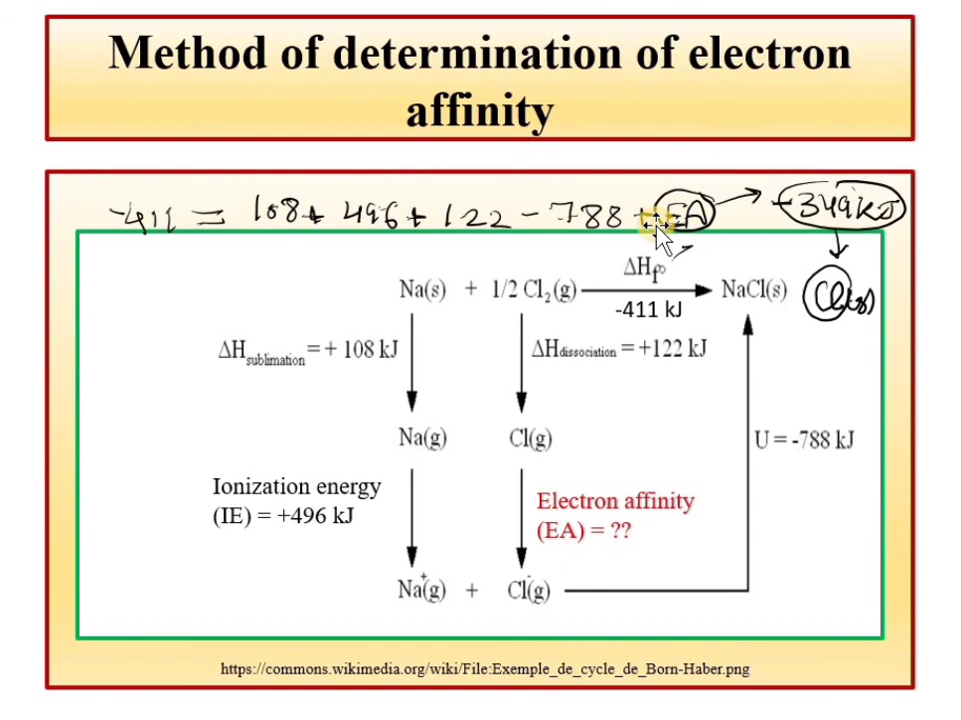 Method of determination of electron
affinity
-411 = 108+ 496+ 122 - 788 + EA → -349kJ
ΔHf°
Na(s) + 1/2 Cl₂(g) NaCl(s) Cl(g)
-411 kJ
ΔHsublimation = + 108 kJ ΔHdissociation = +122 kJ
Na(g) Cl(g) U = -788 kJ
Ionization energy
(IE) = +496 kJ
Electron affinity
(EA) = ??
Na⁺(g) + Cl⁻(g)
https://commons.wikimedia.org/wiki/File:Exemple_de_cycle_de_Born-Haber.png